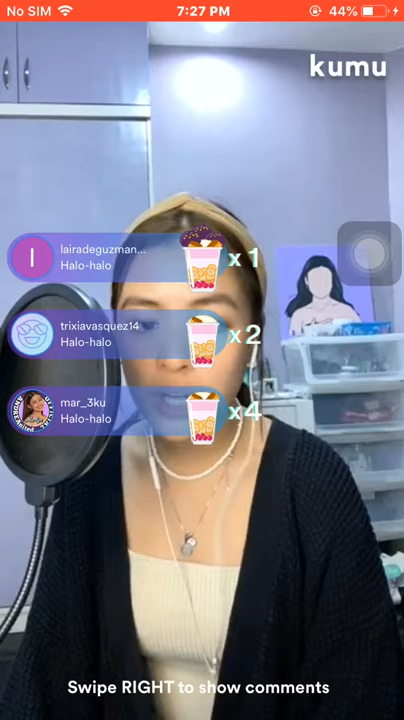 No SIM
7:27 PM
44%
kumu
I
lairadeguzman...
Halo-halo
x 1
trixiavasquez14
Halo-halo
x2
mar_3ku
Halo-halo
x4
Swipe RIGHT to show comments